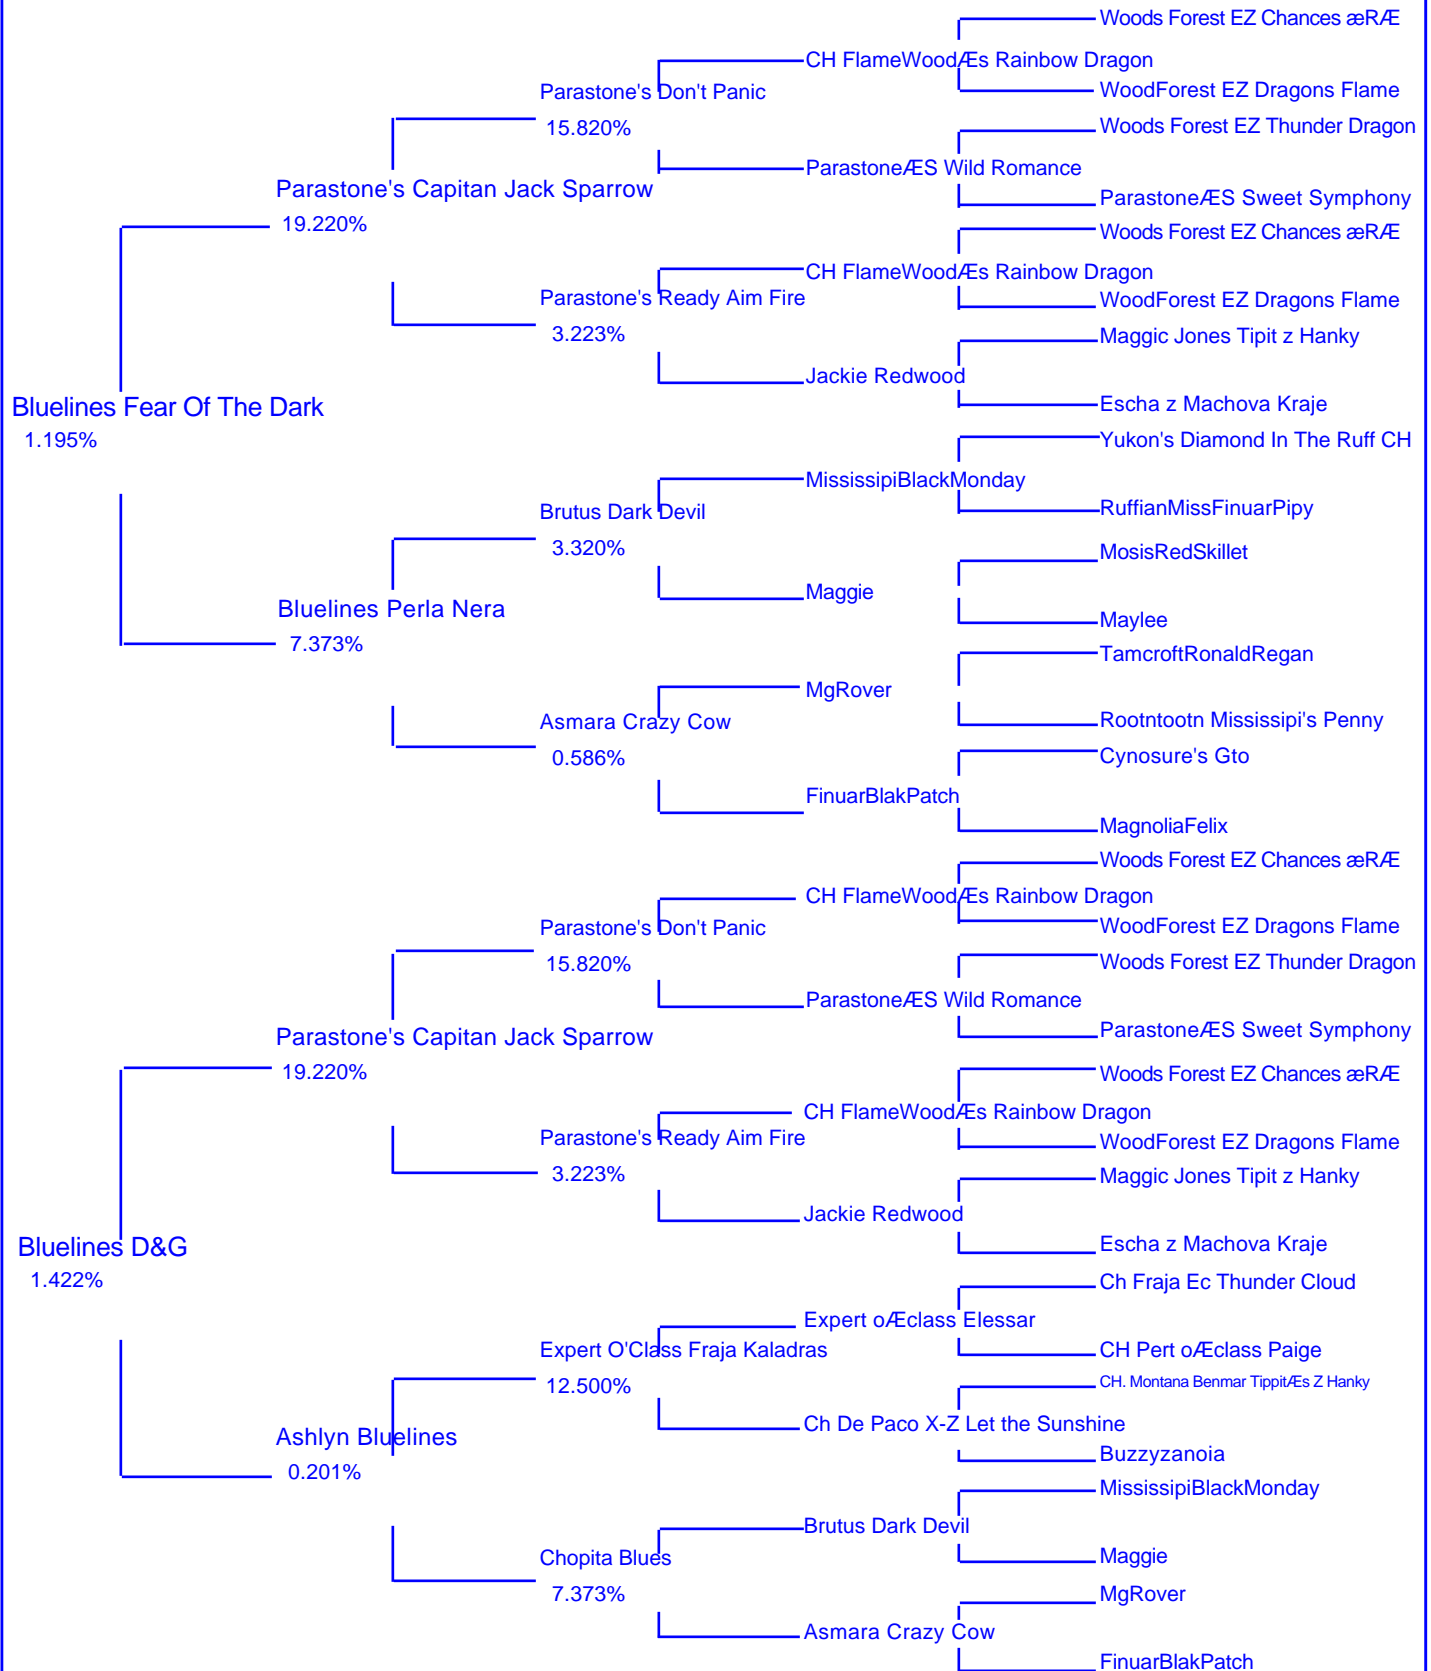 Woods Forest EZ Chances æRÆ
CH FlameWoodÆs Rainbow Dragon
Parastone's Don't Panic
WoodForest EZ Dragons Flame
15.820%
Woods Forest EZ Thunder Dragon
ParastoneÆS Wild Romance
Parastone's Capitan Jack Sparrow
ParastoneÆS Sweet Symphony
19.220%
Woods Forest EZ Chances æRÆ
CH FlameWoodÆs Rainbow Dragon
Parastone's Ready Aim Fire
WoodForest EZ Dragons Flame
3.223%
Maggic Jones Tipit z Hanky
Jackie Redwood
Bluelines Fear Of The Dark
Escha z Machova Kraje
1.195%
Yukon's Diamond In The Ruff CH
MississipiBlackMonday
Brutus Dark Devil
RuffianMissFinuarPipy
3.320%
MosisRedSkillet
Maggie
Bluelines Perla Nera
Maylee
7.373%
TamcroftRonaldRegan
MgRover
Asmara Crazy Cow
Rootntootn Mississipi's Penny
0.586%
Cynosure's Gto
FinuarBlakPatch
MagnoliaFelix
Woods Forest EZ Chances æRÆ
CH FlameWoodÆs Rainbow Dragon
Parastone's Don't Panic
WoodForest EZ Dragons Flame
15.820%
Woods Forest EZ Thunder Dragon
ParastoneÆS Wild Romance
Parastone's Capitan Jack Sparrow
ParastoneÆS Sweet Symphony
19.220%
Woods Forest EZ Chances æRÆ
CH FlameWoodÆs Rainbow Dragon
Parastone's Ready Aim Fire
WoodForest EZ Dragons Flame
3.223%
Maggic Jones Tipit z Hanky
Jackie Redwood
Bluelines D&G
Escha z Machova Kraje
1.422%
Ch Fraja Ec Thunder Cloud
Expert oÆclass Elessar
Expert O'Class Fraja Kaladras
CH Pert oÆclass Paige
12.500%
CH. Montana Benmar TippitÆs Z Hanky
Ch De Paco X-Z Let the Sunshine
Ashlyn Bluelines
Buzzyzanoia
0.201%
MississipiBlackMonday
Brutus Dark Devil
Chopita Blues
Maggie
7.373%
MgRover
Asmara Crazy Cow
FinuarBlakPatch